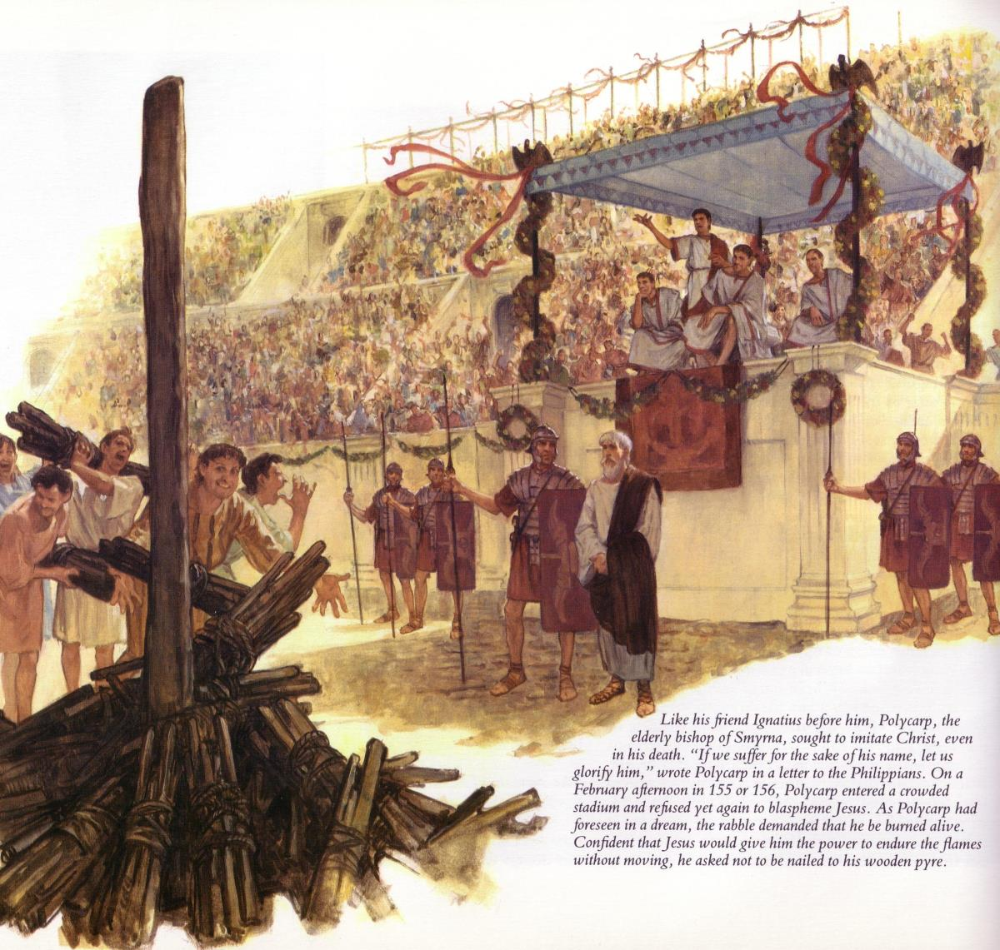 Like his friend Ignatius before him, Polycarp, the
elderly bishop of Smyrna, sought to imitate Christ, even
in his death. “If we suffer for the sake of his name, let us
glorify him,” wrote Polycarp in a letter to the Philippians. On a
February afternoon in 155 or 156, Polycarp entered a crowded
stadium and refused yet again to blaspheme Jesus. As Polycarp had
foreseen in a dream, the rabble demanded that he be burned alive.
Confident that Jesus would give him the power to endure the flames
without moving, he asked not to be nailed to his wooden pyre.